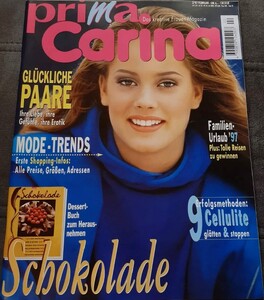 prima
Das kreative Frauen-Magazin
Carina
GLÜCKLICHE
PAARE
Ihre Liebe, ihre
Gefühle, ihre Erotik
MODE-TRENDS
Erste Shopping-Infos:
Alle Preise, Größen, Adressen
Familien-
Urlaub '97
Plus: Tolle Reisen
zu gewinnen
Schokolade
Dessert-
Buch
zum Heraus-
nehmen
9 Erfolgsmethoden:
Cellulite
glätten & stoppen
Schokolade